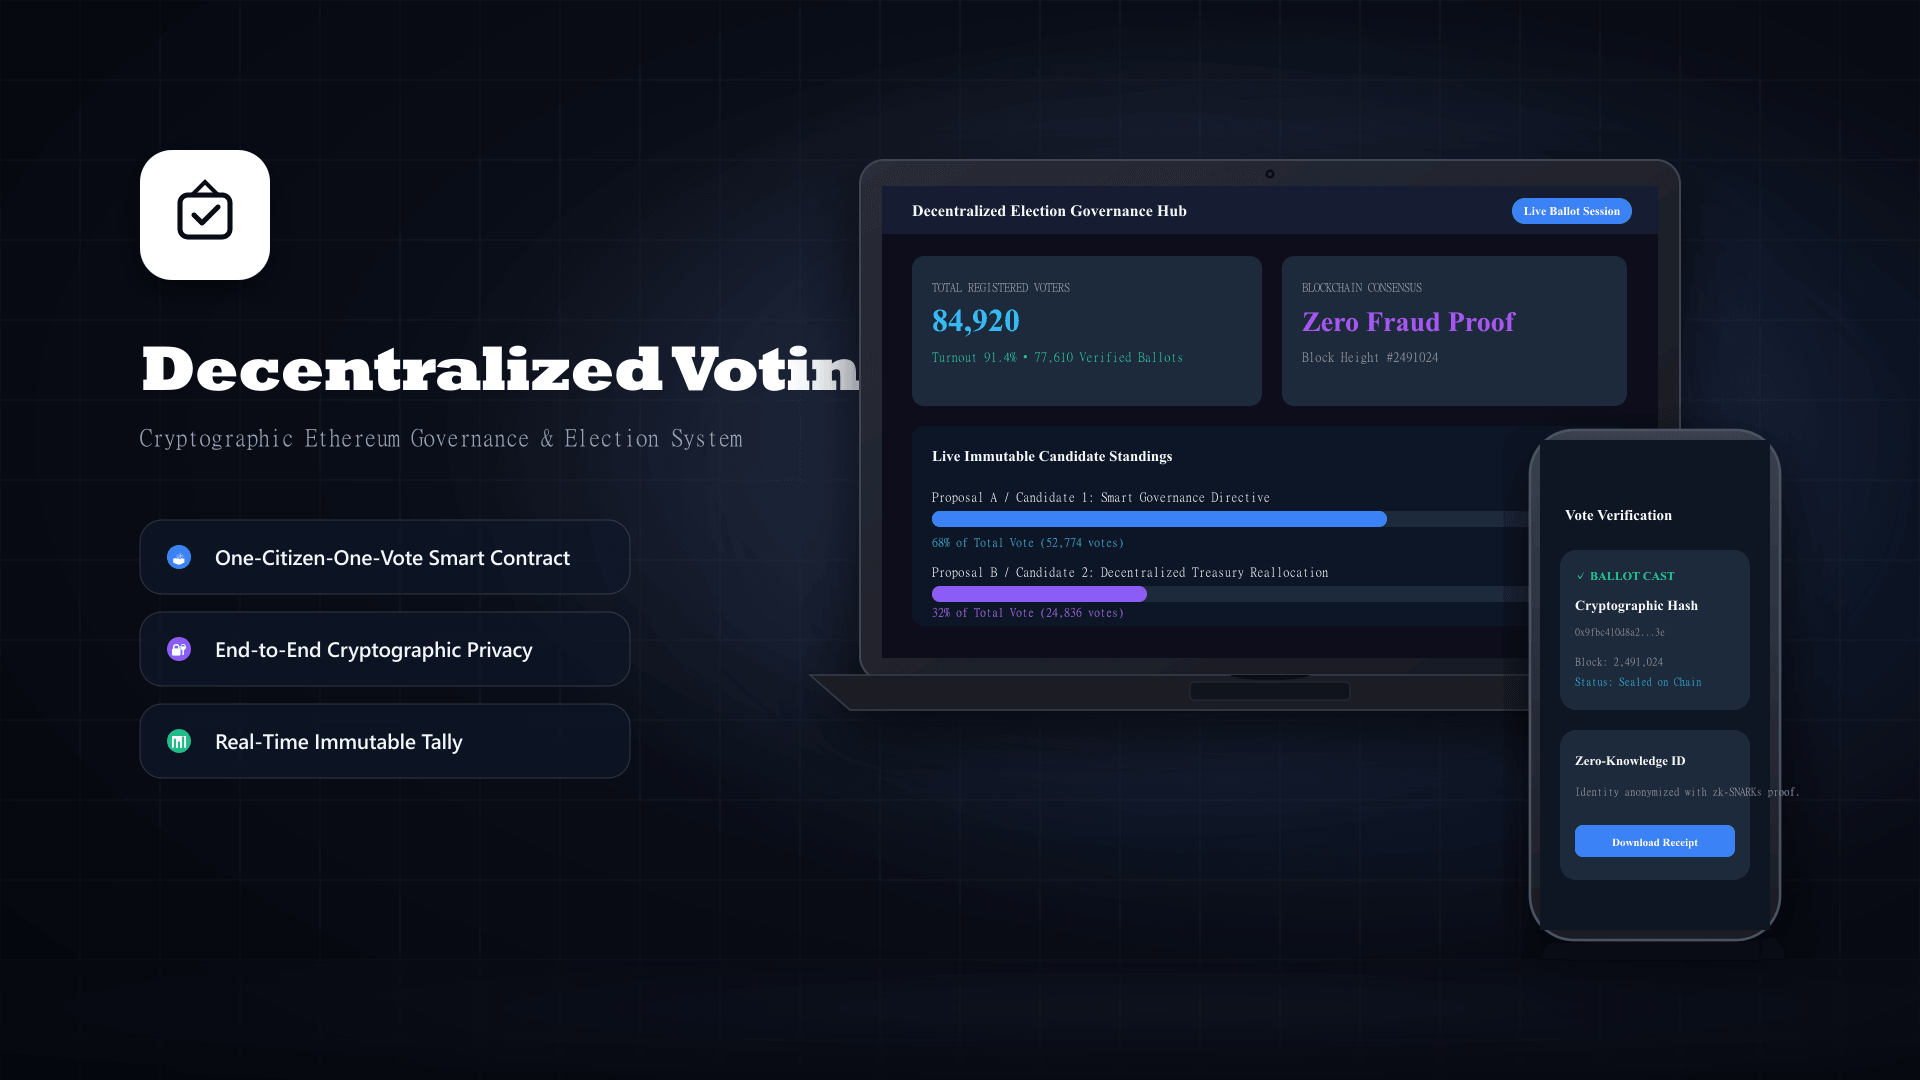 Decentralized Votin
Cryptographic Ethereum Governance & Election System
One-Citizen-One-Vote Smart Contract
End-to-End Cryptographic Privacy
Real-Time Immutable Tally
Decentralized Election Governance Hub
Live Ballot Session
TOTAL REGISTERED VOTERS
84,920
Turnout 91.4% • 77,610 Verified Ballots
BLOCKCHAIN CONSENSUS
Zero Fraud Proof
Block Height #2491024
Live Immutable Candidate Standings
Proposal A / Candidate 1: Smart Governance Directive
68% of Total Vote (52,774 votes)
Proposal B / Candidate 2: Decentralized Treasury Reallocation
32% of Total Vote (24,836 votes)
Vote Verification
✓ BALLOT CAST
Cryptographic Hash
0x9fbc410d8a2...3e
Block: 2,491,024
Status: Sealed on Chain
Zero-Knowledge ID
Identity anonymized with zk-SNARKs proof.
Download Receipt